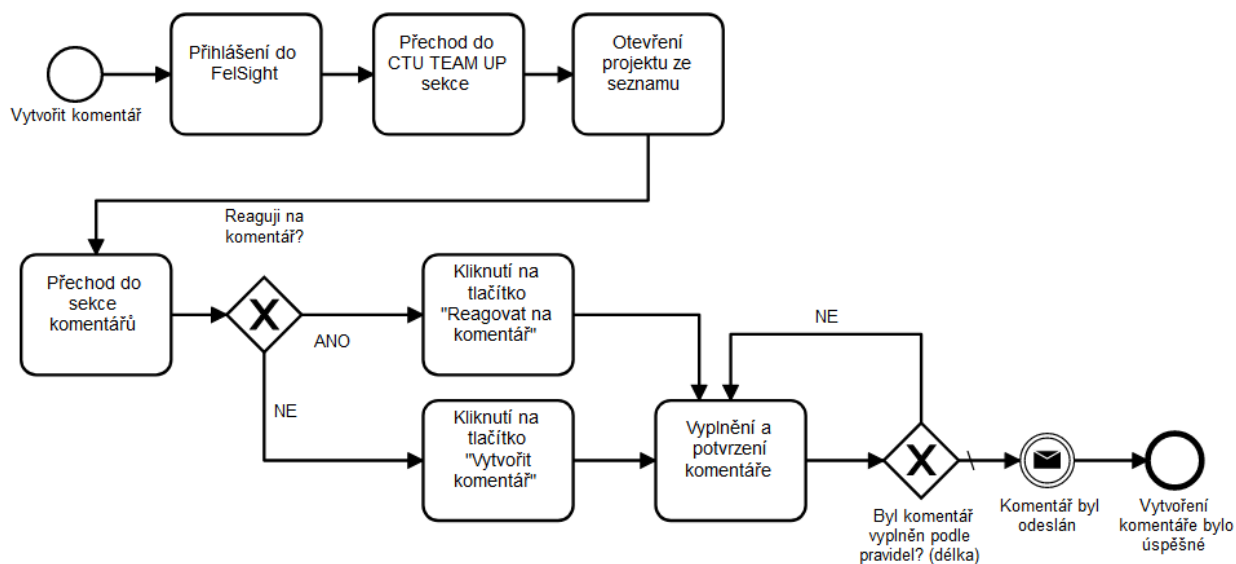 Vytvořit komentář
Přihlášení do
FelSight
Přechod do
CTU TEAM UP
sekce
Otevření
projektu ze
seznamu
Přechod do
sekce
komentářů
Reaguji na
komentář?
ANO
NE
Kliknutí na
tlačítko
"Reagovat na
komentář"
Kliknutí na
tlačítko
"Vytvořit
komentář"
Vyplnění a
potvrzení
komentáře
NE
Byl komentář
vyplněn podle
pravidel? (délka)
Komentář byl
odeslán
Vytvoření
komentáře bylo
úspěšné